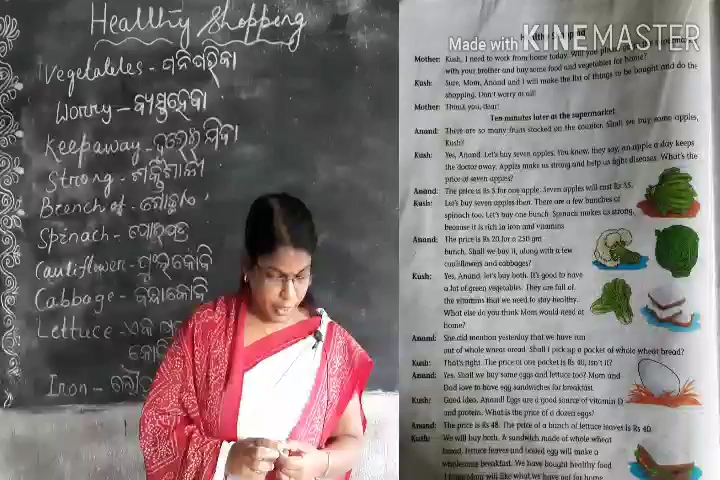 Healthy Shopping
Vegetables - ପନିପରିବା
Worry - ବ୍ୟସ୍ତହେବା
Keepaway - ଦୂରେଇ ଯିବା
Strong - ଶକ୍ତିଶାଳୀ
Spinach -
Cauliflower - ଫୁଲକୋବି
Cabbage - ବନ୍ଧାକୋବି
Lettuce - ଏକ
Iron -
Made with KINEMASTER
Mother: Kush, I need to work from home today. Will you please
with your brother and buy some food and vegetables for home?
Kush: Sure, Mom, Anand and I will make the list of things to be bought and do the
shopping. Don't worry at all!
Mother: Thank you, dear!
Ten minutes later at the supermarket
Anand: There are so many fruits stocked on the counter. Shall we buy some apples,
Kush?
Kush: Yes, Anand. Let's buy seven apples. You know, they say, an apple a day keeps
the doctor away. Apples make us strong and help us fight diseases. What's the
price of seven apples?
Anand: The price is Rs 5 for one apple. Seven apples will cost Rs 35.
Kush: Let's buy seven apples then. There are a few bunches of
spinach too. Let's buy one bunch. Spinach makes us strong,
because it is rich in iron and vitamins
Anand: The price is Rs 20 for a 250 gm
bunch. Shall we buy it, along with a few
cauliflowers and cabbages?
Kush: Yes, Anand, let's buy both. It's good to have
a lot of green vegetables. They are full of
the vitamins that we need to stay healthy.
What else do you think Mom would need at
home?
Anand: She did mention yesterday that we have run
out of whole wheat bread. Shall I pick up a packet of whole wheat bread?
Kush: That's right. The price of one packet is Rs 40, isn't it?
Anand: Yes. Shall we buy some eggs and lettuce too? Mom and
Dad love to have egg sandwiches for breakfast.
Kush: Good idea, Anand! Eggs are a good source of vitamin D
and protein. What is the price of a dozen eggs?
Anand: The price is Rs 48. The price of a bunch of lettuce leaves is Rs 40.
Kush: We will buy both. A sandwich made of whole wheat
bread, lettuce leaves and boiled egg will make a
wholesome breakfast. We have bought healthy food
Mom will like what we have got for home